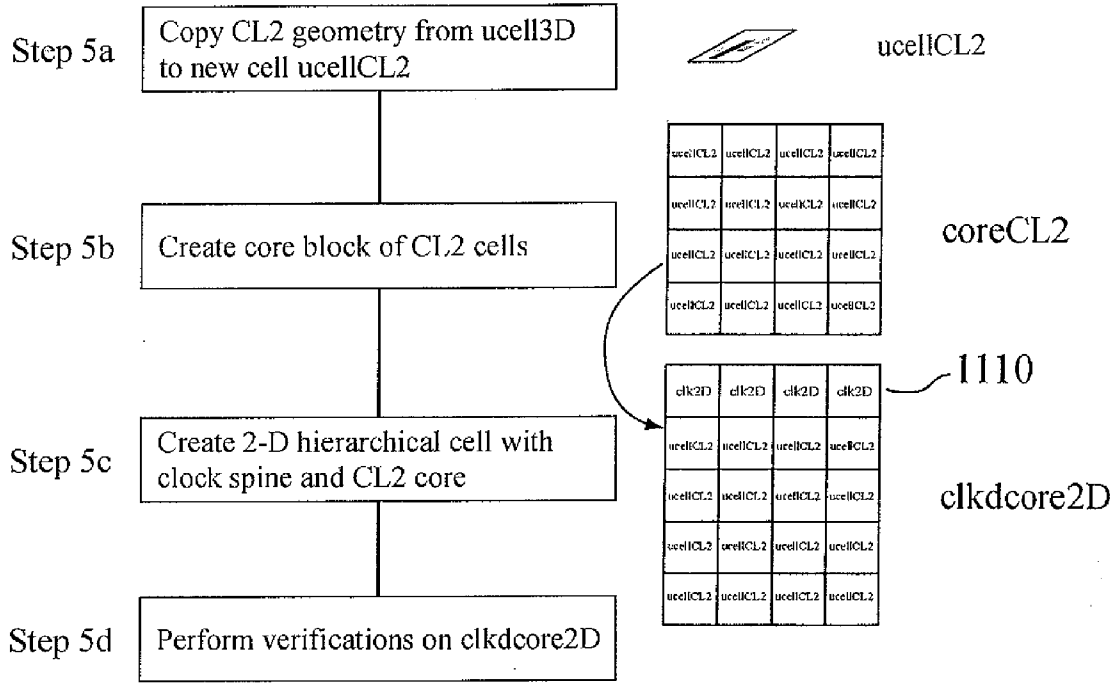 Step 5a
Copy CL2 geometry from ucell3D
to new cell ucellCL2
ucellCL2
ucellCL2 ucellCL2 ucellCL2 ucellCL2
ucellCL2 ucellCL2 ucellCL2 ucellCL2
ucellCL2 ucellCL2 ucellCL2 ucellCL2
ucellCL2 ucellCL2 ucellCL2 ucellCL2
coreCL2
Step 5b
Create core block of CL2 cells
clk2D clk2D clk2D clk2D
1110
ucellCL2 ucellCL2 ucellCL2 ucellCL2
ucellCL2 ucellCL2 ucellCL2 ucellCL2
ucellCL2 ucellCL2 ucellCL2 ucellCL2
ucellCL2 ucellCL2 ucellCL2 ucellCL2
clkdcore2D
Step 5c
Create 2-D hierarchical cell with
clock spine and CL2 core
Step 5d
Perform verifications on clkdcore2D